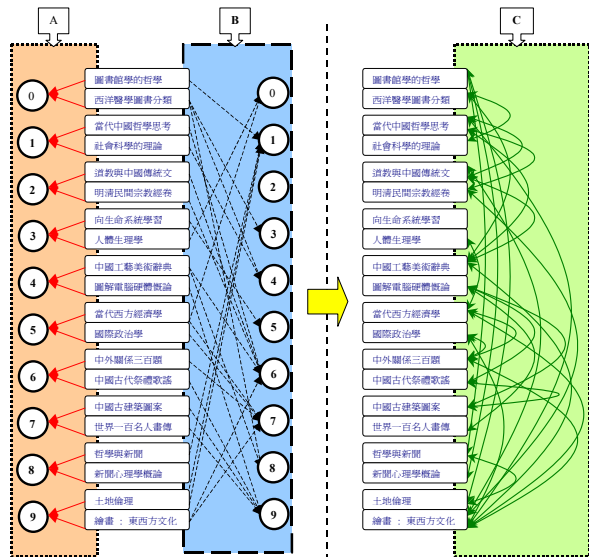 A
B
C
0
圖書館學的哲學
西洋醫學圖書分類
0
圖書館學的哲學
西洋醫學圖書分類
1
當代中國哲學思考
社會科學的理論
1
當代中國哲學思考
社會科學的理論
2
道教與中國傳統文
明清民間宗教經卷
2
道教與中國傳統文
明清民間宗教經卷
3
向生命系統學習
人體生理學
3
向生命系統學習
人體生理學
4
中國工藝美術辭典
圖解電腦硬體概論
4
中國工藝美術辭典
圖解電腦硬體概論
5
當代西方經濟學
國際政治學
5
當代西方經濟學
國際政治學
6
中外關係三百題
中國古代祭禮歌謠
6
中外關係三百題
中國古代祭禮歌謠
7
中國古建築圖案
世界一百名人畫傳
7
中國古建築圖案
世界一百名人畫傳
8
哲學與新聞
新聞心理學概論
8
哲學與新聞
新聞心理學概論
9
土地倫理
繪畫 : 東西方文化
9
土地倫理
繪畫 : 東西方文化